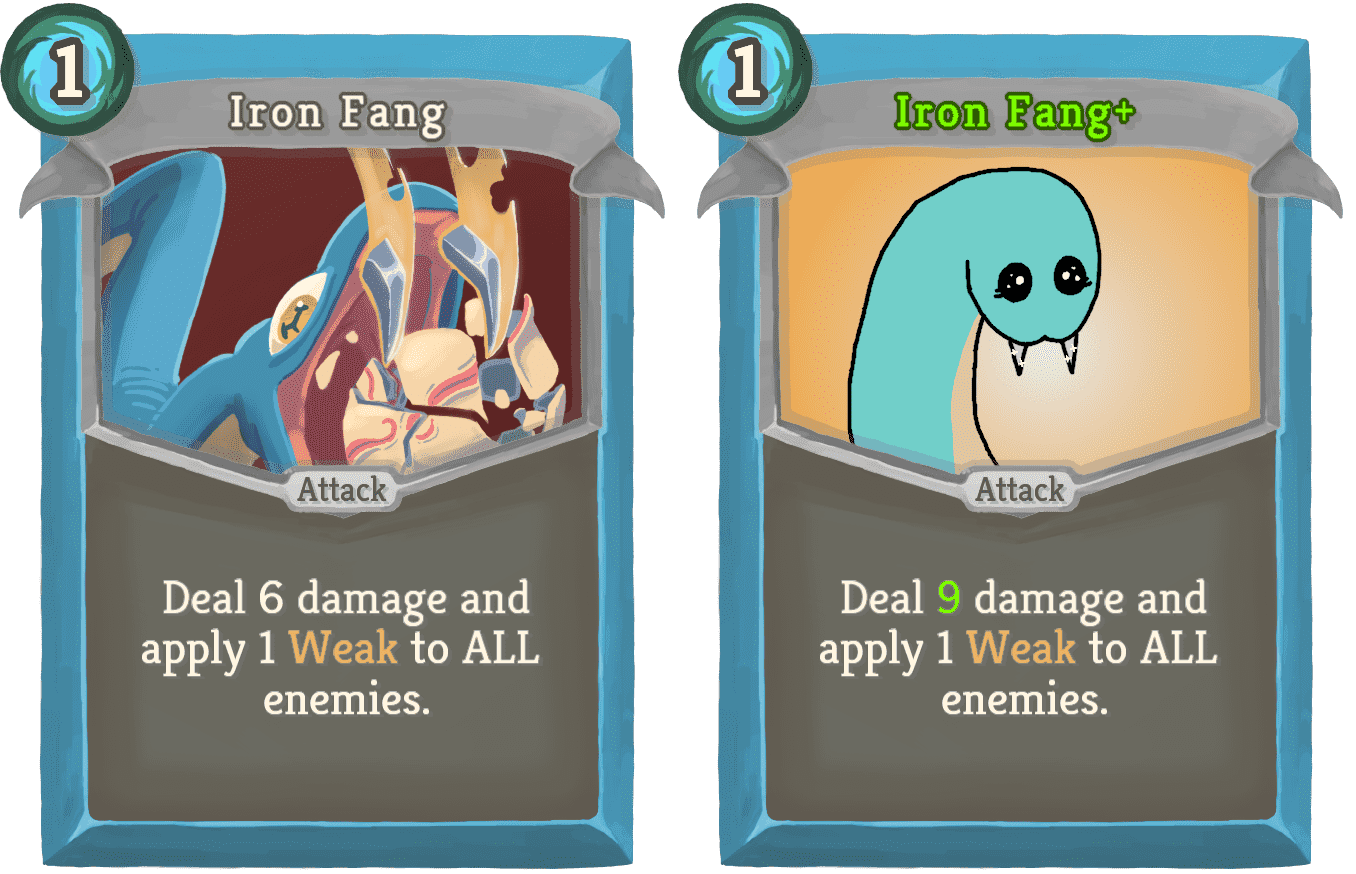 1
Iron Fang
Attack
Deal 6 damage and
apply 1 Weak to ALL
enemies.
1
Iron Fang+
Attack
Deal 9 damage and
apply 1 Weak to ALL
enemies.